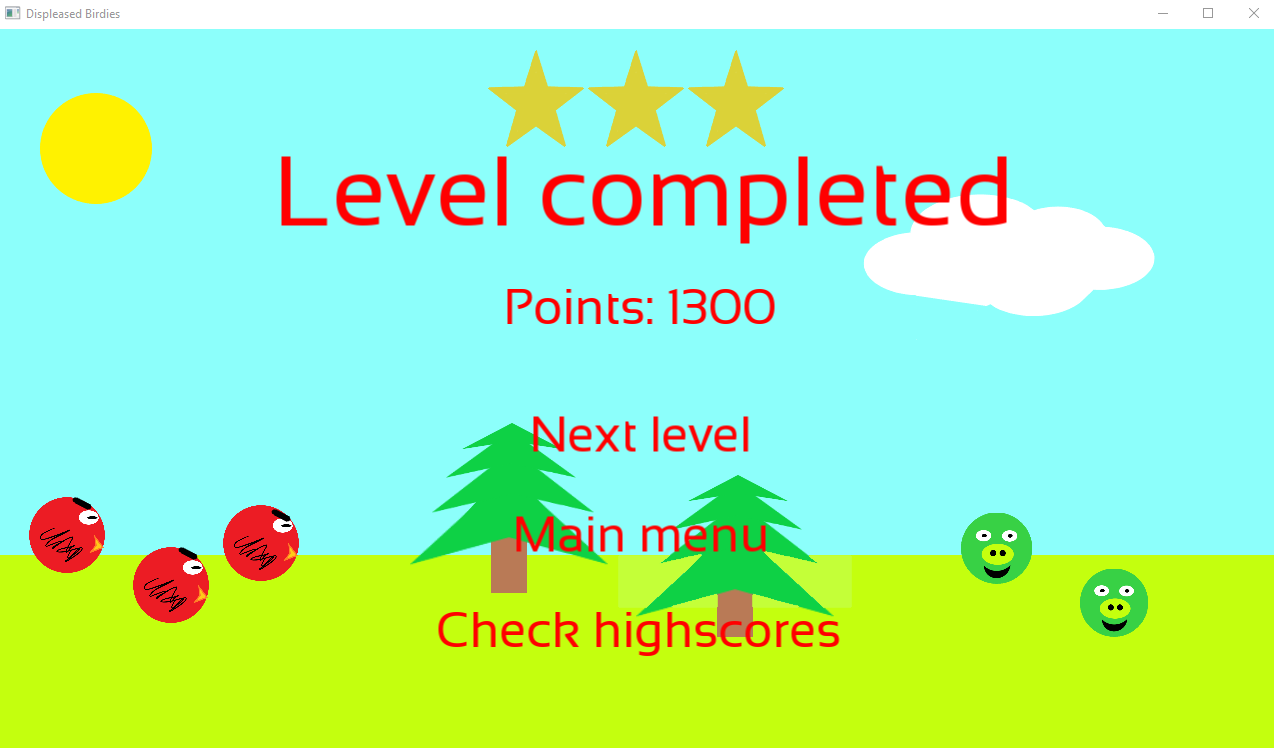 Displeased Birdies
Level completed
Points: 1300
Next level
Main menu
Check highscores